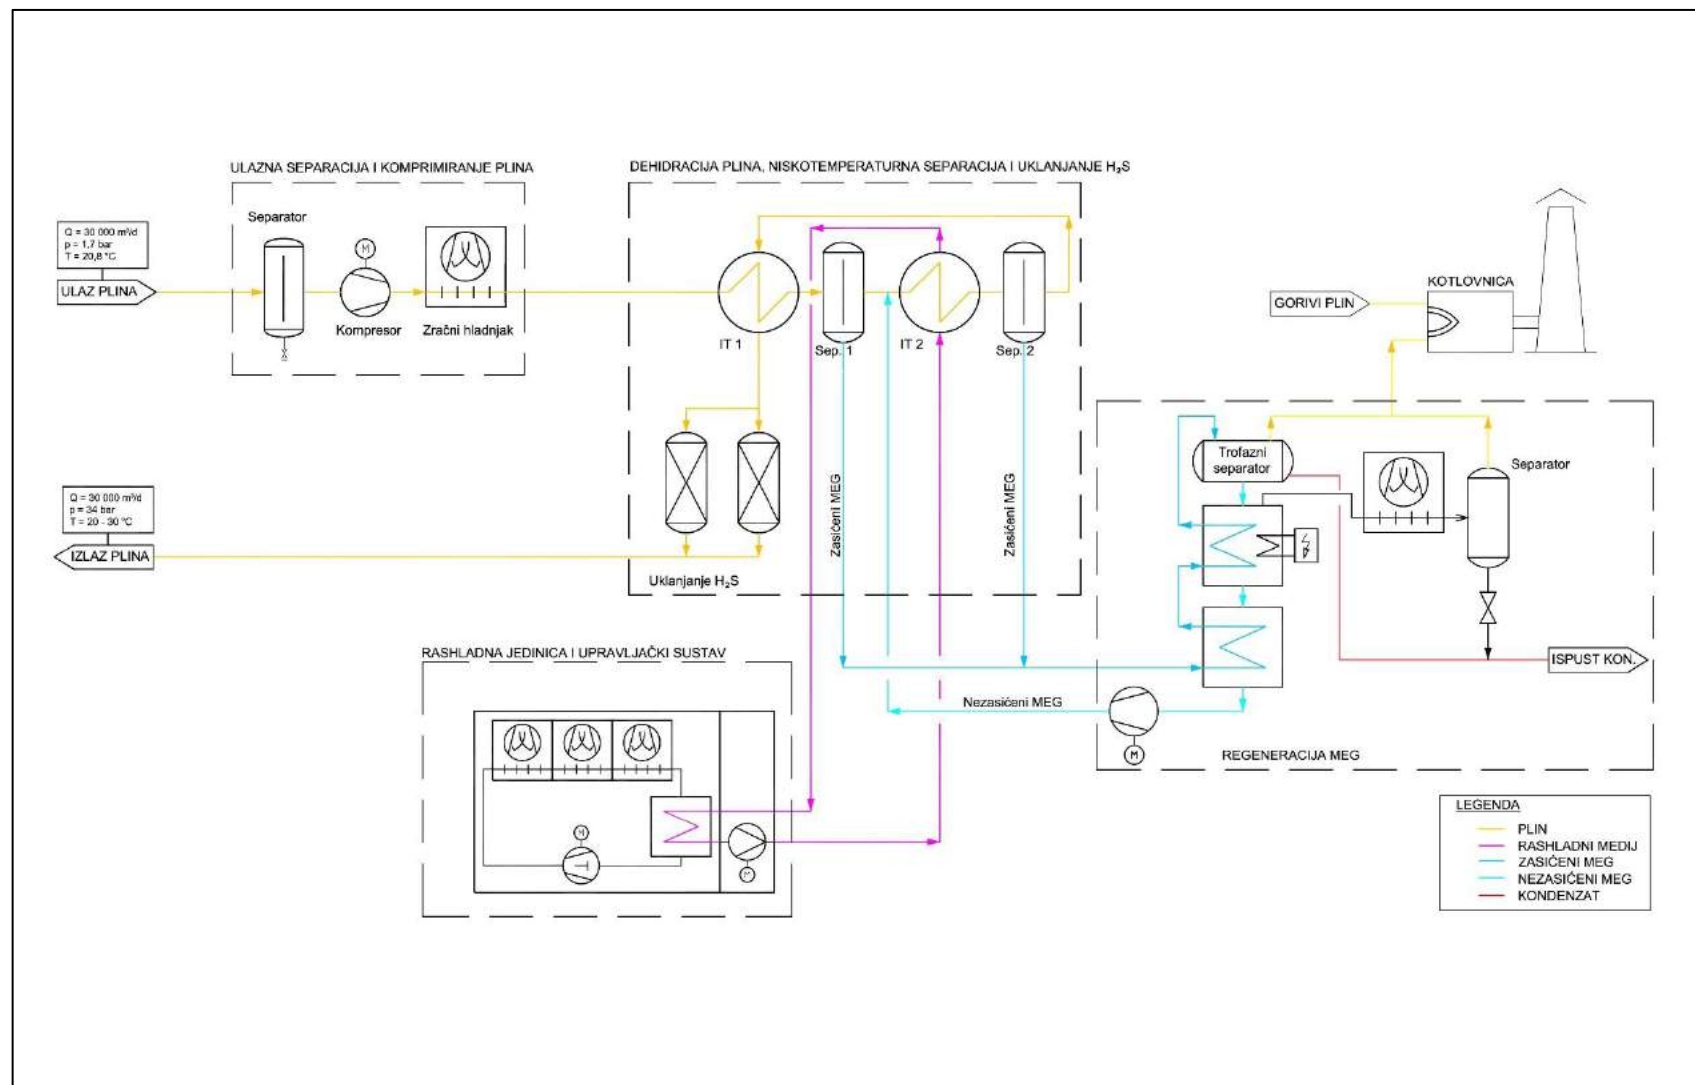 ULAZNA SEPARACIJA I KOMPRIMIRANJE PLINA
DEHIDRACIJA PLINA, NISKOTEMPERATURNA SEPARACIJA I UKLANJANJE H₂S
Separator
Q = 30 000 m³/d
p = 1,7 bar
T = 20,8 °C
ULAZ PLINA
M
Kompresor
Zračni hladnjak
IT 1
Sep. 1
IT 2
Sep. 2
KOTLOVNICA
GORIVI PLIN
Trofazni
separator
Separator
Q = 30 000 m³/d
p = 34 bar
T = 20 - 30 °C
IZLAZ PLINA
Uklanjanje H₂S
Zasićeni MEG
Zasićeni MEG
ISPUST KON.
RASHLADNA JEDINICA I UPRAVLJAČKI SUSTAV
Nezasićeni MEG
M
REGENERACIJA MEG
M
M
LEGENDA
PLIN
RASHLADNI MEDIJ
ZASIĆENI MEG
NEZASIĆENI MEG
KONDENZAT